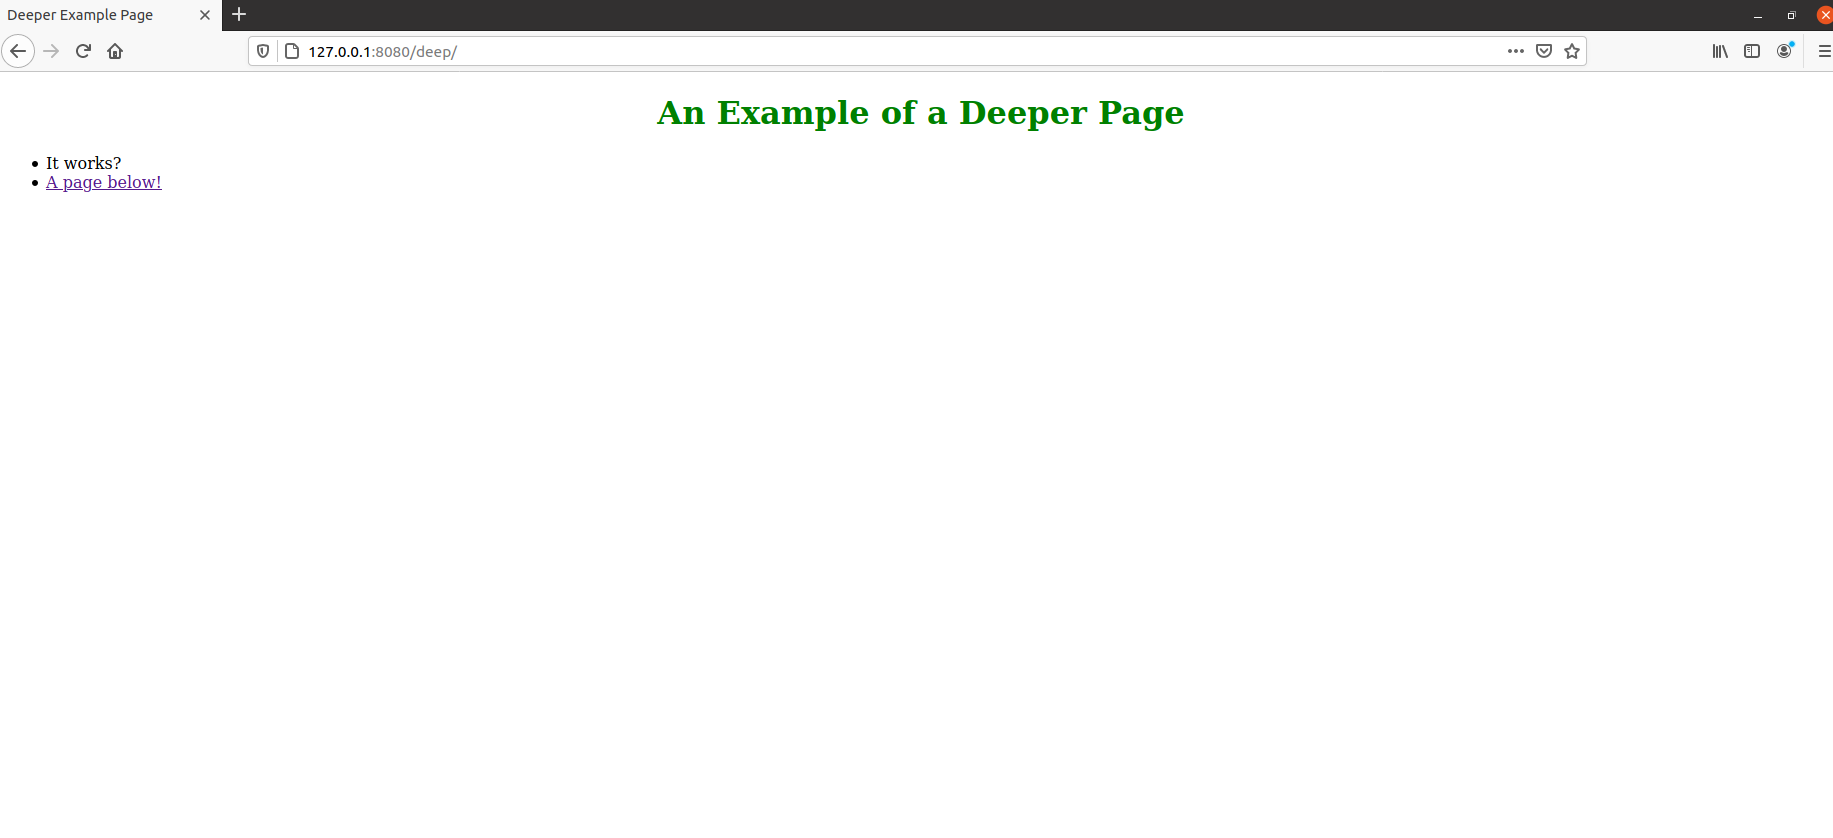 Deeper Example Page
127.0.0.1:8080/deep/
An Example of a Deeper Page
It works?
A page below!